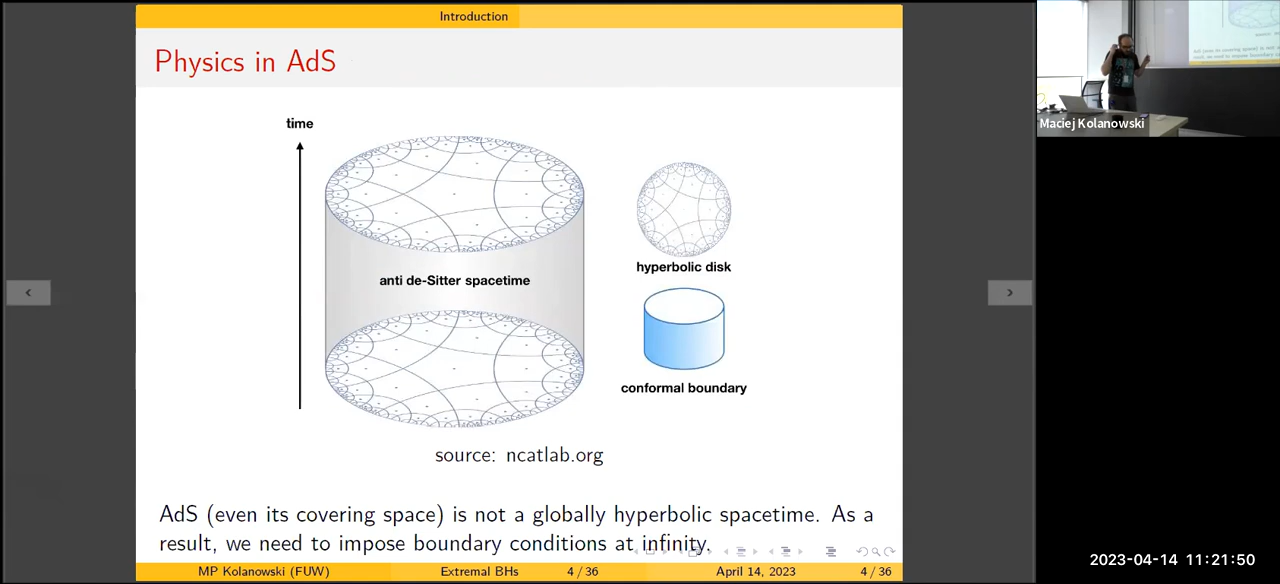 Introduction
Physics in AdS
time
anti de-Sitter spacetime
hyperbolic disk
conformal boundary
source: ncatlab.org
AdS (even its covering space) is not a globally hyperbolic spacetime. As a
result, we need to impose boundary conditions at infinity.
MP Kolanowski (FUW) Extremal BHs 4 / 36 April 14, 2023 4 / 36
Maciej Kolanowski
2023-04-14 11:21:50